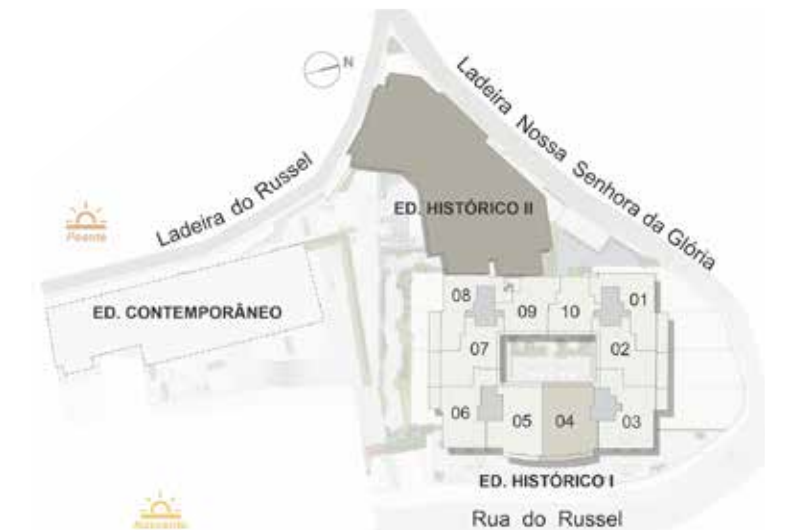 N
Ladeira Nossa Senhora da Glória
Ladeira do Russel
Poente
ED. HISTÓRICO II
ED. CONTEMPORÂNEO
08
09
10
01
07
02
06
05
04
03
ED. HISTÓRICO I
Rua do Russel
Nascente